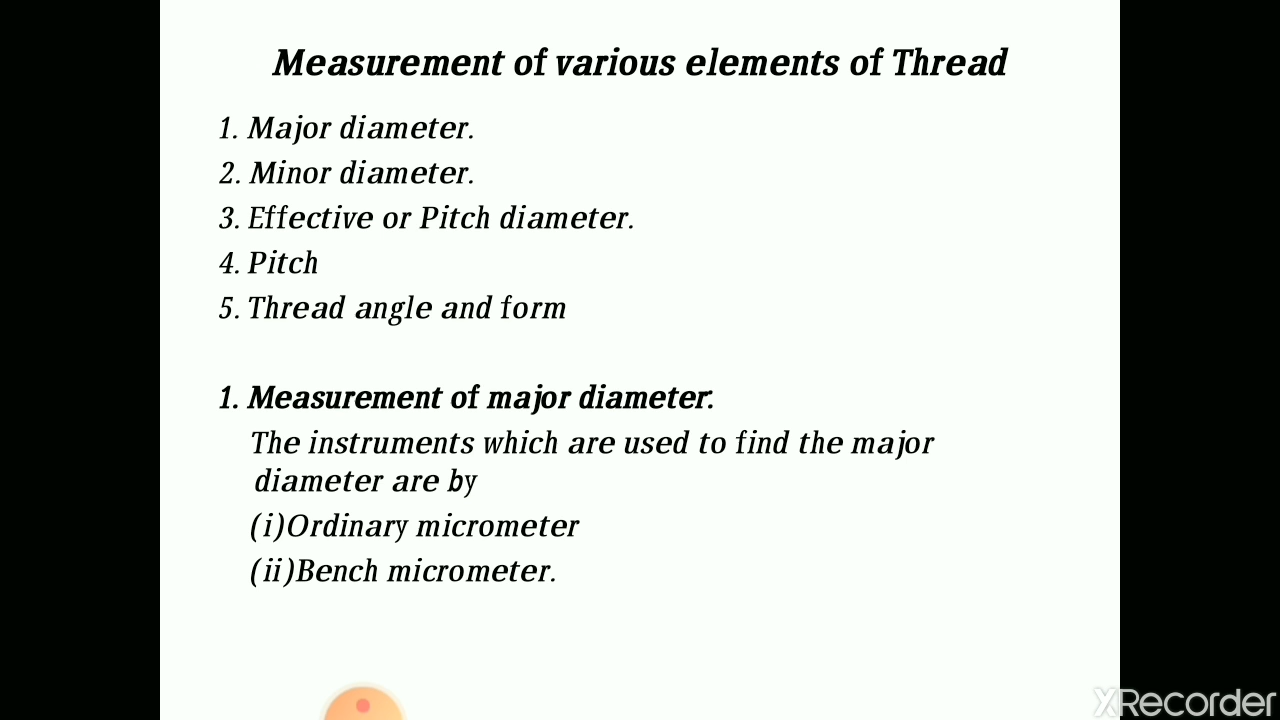 Measurement of various elements of Thread
1. Major diameter.
2. Minor diameter.
3. Effective or Pitch diameter.
4. Pitch
5. Thread angle and form
1. Measurement of major diameter:
The instruments which are used to find the major
diameter are by
(i)Ordinary micrometer
(ii)Bench micrometer.
XRecorder